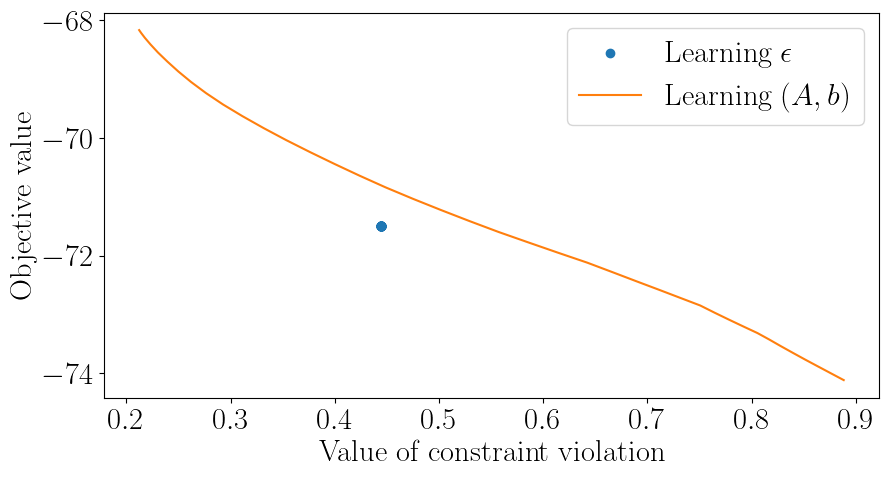 Learning ϵ
Learning (A, b)
Objective value
−68
−70
−72
−74
0.2 0.3 0.4 0.5 0.6 0.7 0.8 0.9
Value of constraint violation